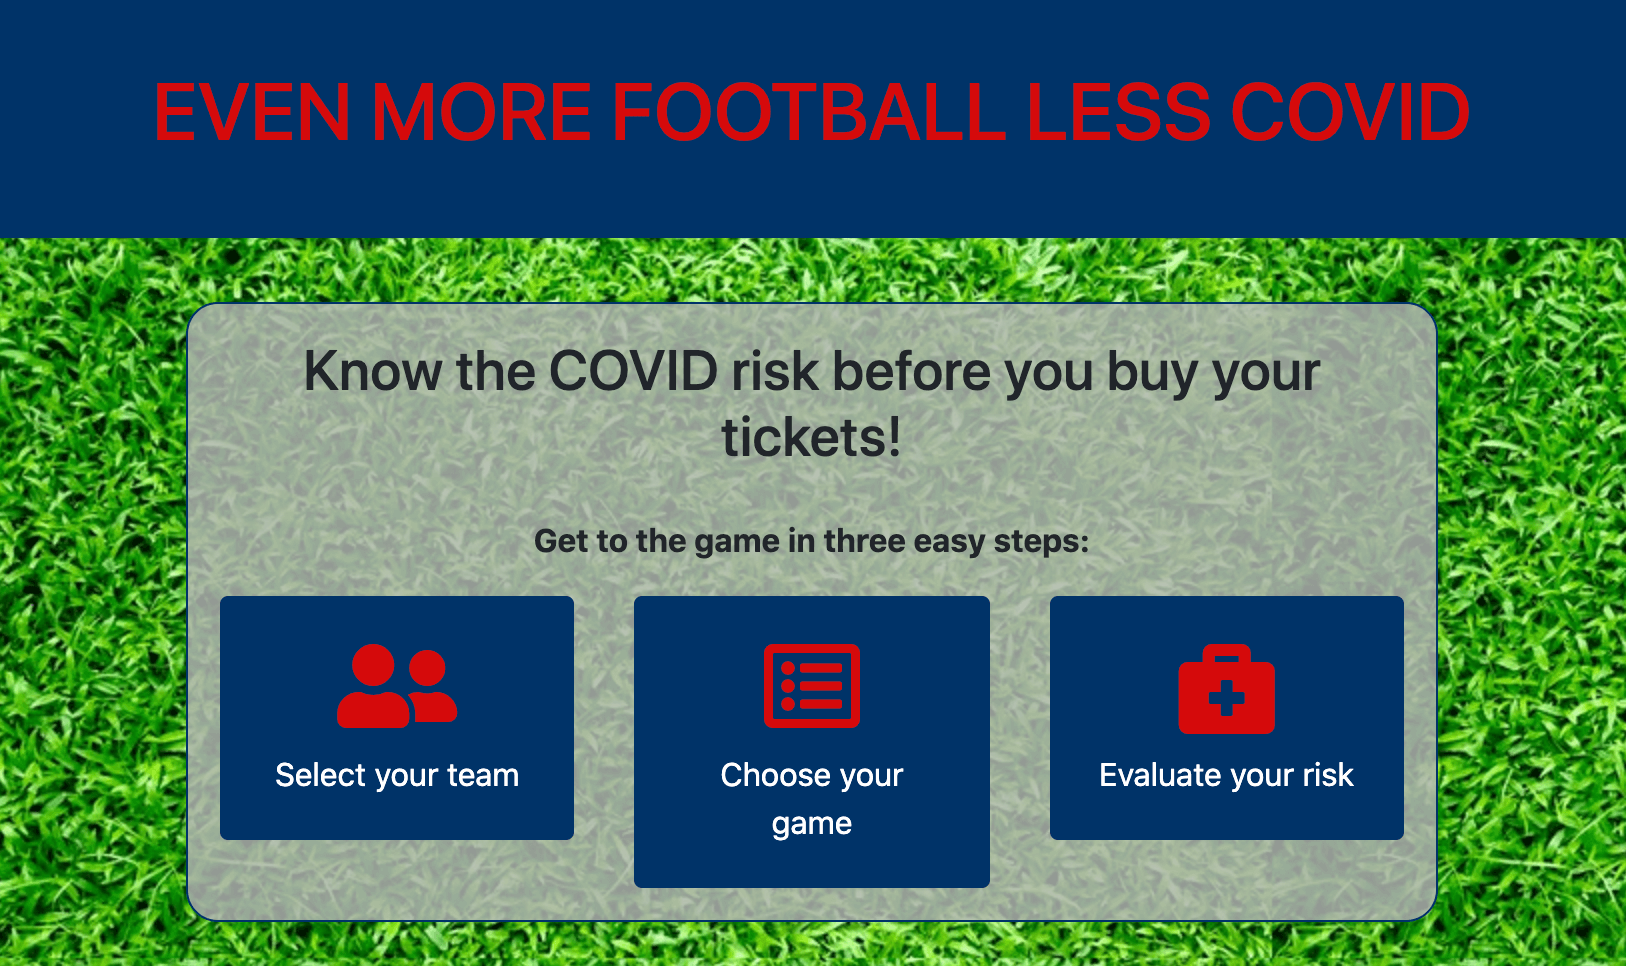 EVEN MORE FOOTBALL LESS COVID
Know the COVID risk before you buy your
tickets!
Get to the game in three easy steps:
Select your team
Choose your
game
Evaluate your risk